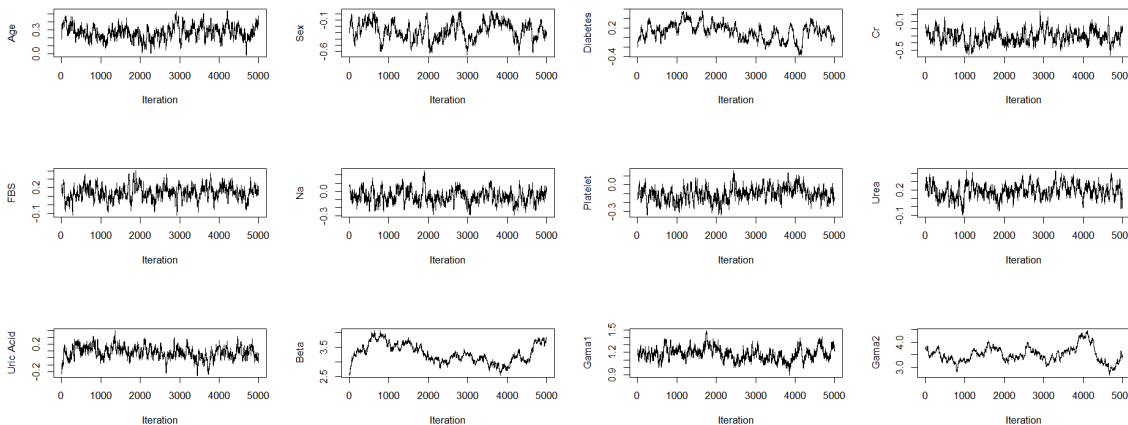 Age
0.0 0.3
0 1000 2000 3000 4000 5000
Iteration
Sex
-0.6 -0.1
0 1000 2000 3000 4000 5000
Iteration
Diabetes
-0.4 0.2
0 1000 2000 3000 4000 5000
Iteration
Cr
-0.5 -0.1
0 1000 2000 3000 4000 5000
Iteration
FBS
-0.1 0.2
0 1000 2000 3000 4000 5000
Iteration
Na
-0.3 0.0
0 1000 2000 3000 4000 5000
Iteration
Platelet
-0.3 0.0
0 1000 2000 3000 4000 5000
Iteration
Urea
-0.1 0.2
0 1000 2000 3000 4000 5000
Iteration
Uric Acid
-0.2 0.2
0 1000 2000 3000 4000 5000
Iteration
Beta
2.5 3.5
0 1000 2000 3000 4000 5000
Iteration
Gama1
0.9 1.2 1.5
0 1000 2000 3000 4000 5000
Iteration
Gama2
3.0 4.0
0 1000 2000 3000 4000 5000
Iteration